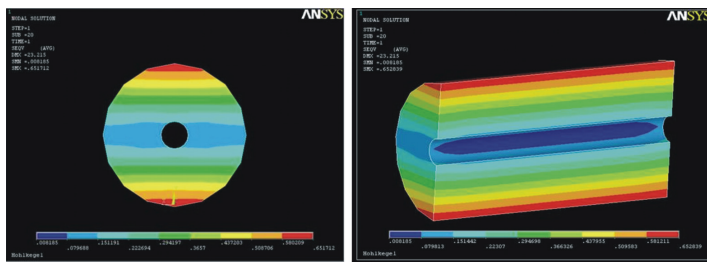 1
ANSYS
NODAL SOLUTION
STEP=1
SUB =20
TIME=1
SEQV (AVG)
DMX =23.215
SMN =.008185
SMX =.651712
.008185 .151191 .294197 .437203 .580209
.079688 .222694 .3657 .508706 .651712
Hohlkegel
1
ANSYS
NODAL SOLUTION
STEP=1
SUB =20
TIME=1
SEQV (AVG)
DMX =23.215
SMN =.008185
SMX =.652839
.008185 .151442 .294698 .437955 .581211
.079813 .22307 .366326 .509583 .652839
Hohlkegel